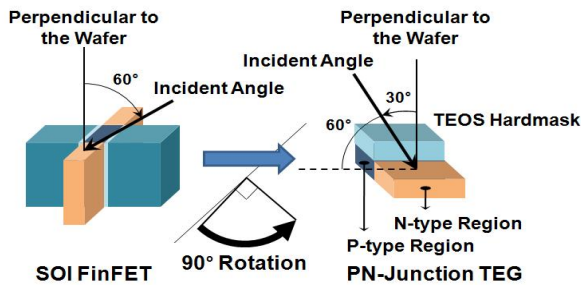 Perpendicular to
the Wafer
60°
Incident Angle
SOI FinFET
90° Rotation
Perpendicular to
the Wafer
Incident Angle
30°
60°
TEOS Hardmask
N-type Region
P-type Region
PN-Junction TEG